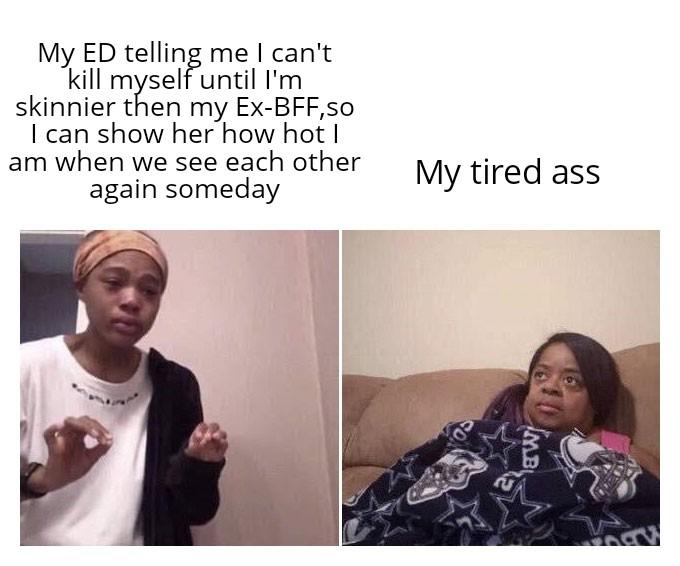 My ED telling me I can't
kill myself until I'm
skinnier then my Ex-BFF,so
I can show her how hot I
am when we see each other
again someday
My tired ass